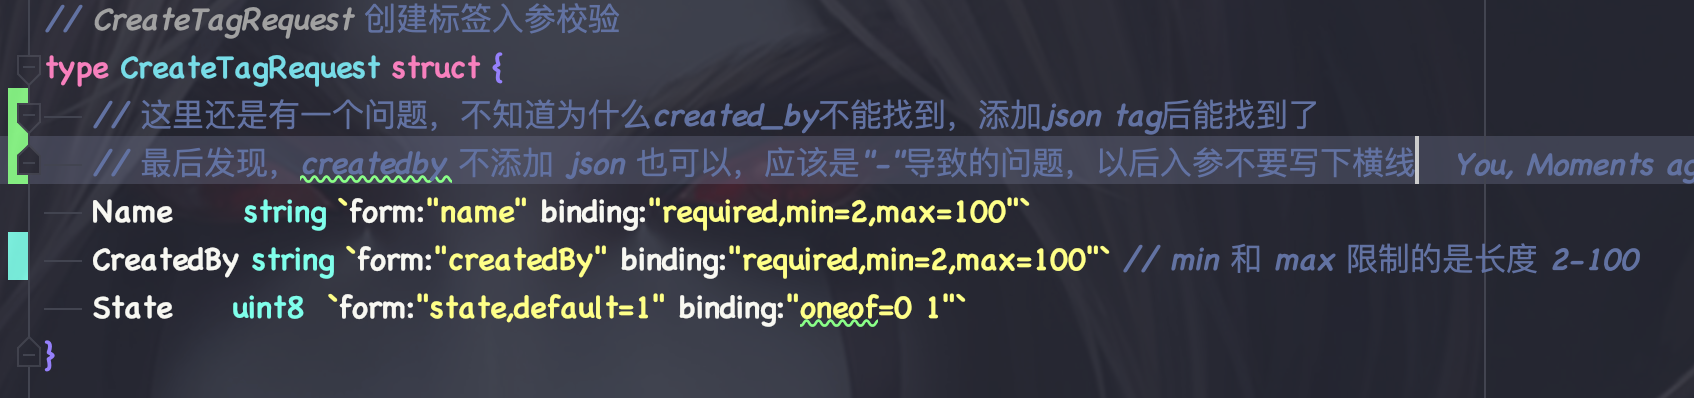 // CreateTagRequest 创建标签入参校验
type CreateTagRequest struct {
// 这里还是有一个问题，不知道为什么created_by不能找到，添加json tag后能找到了
// 最后发现，createdby 不添加 json 也可以，应该是"-"导致的问题，以后入参不要写下横线 You, Moments ag
Name string `form:"name" binding:"required,min=2,max=100"`
CreatedBy string `form:"createdBy" binding:"required,min=2,max=100"` // min 和 max 限制的是长度 2-100
State uint8 `form:"state,default=1" binding:"oneof=0 1"`
}